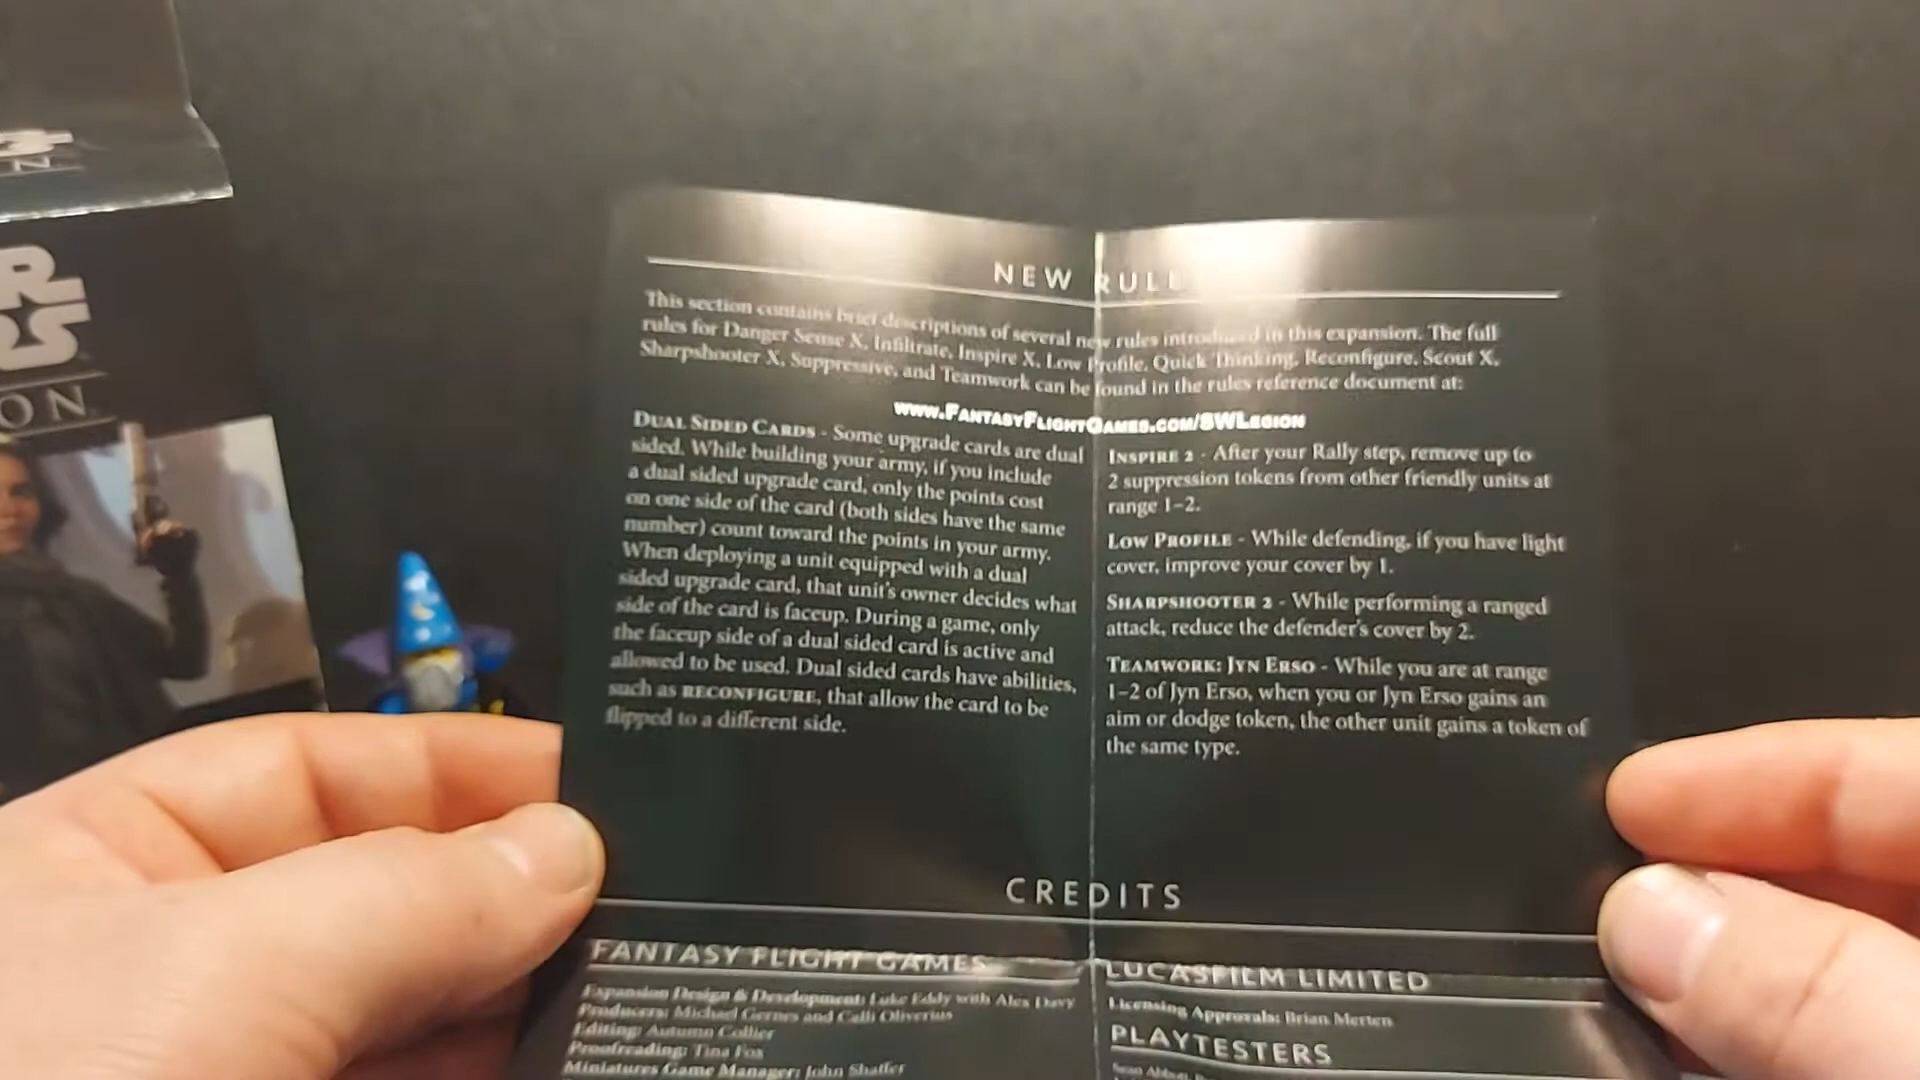 R
ON
NEW RUL
This section contains brief descriptions of several new rules introduced in this expansion. The full
rules for Danger Sense X, Infiltrate, Inspire X, Low Profile, Quick Thinking, Reconfigure, Scout X,
Sharpshooter X, Suppressive, and Teamwork can be found in the rules reference document at:
www.FantasyFlightGames.com/SWLegion
Dual Sided Cards - Some upgrade cards are dual
sided. While building your army, if you include
a dual sided upgrade card, only the points cost
on one side of the card (both sides have the same
number) count toward the points in your army.
When deploying a unit equipped with a dual
sided upgrade card, that unit's owner decides what
side of the card is faceup. During a game, only
the faceup side of a dual sided card is active and
allowed to be used. Dual sided cards have abilities,
such as RECONFIGURE, that allow the card to be
flipped to a different side.
Inspire 2 - After your Rally step, remove up to
2 suppression tokens from other friendly units at
range 1–2.
Low Profile - While defending, if you have light
cover, improve your cover by 1.
Sharpshooter 2 - While performing a ranged
attack, reduce the defender's cover by 2.
Teamwork: Jyn Erso - While you are at range
1–2 of Jyn Erso, when you or Jyn Erso gains an
aim or dodge token, the other unit gains a token of
the same type.
CREDITS
FANTASY FLIGHT GAMES
Expansion Design & Development: Luke Eddy with Alex Davy
Producers: Michael Gernes and Calli Oliverius
Editing: Autumn Collier
Proofreading: Tina Fox
Miniatures Game Manager: John Shaffer
LUCASFILM LIMITED
Licensing Approvals: Brian Merten
PLAYTESTERS